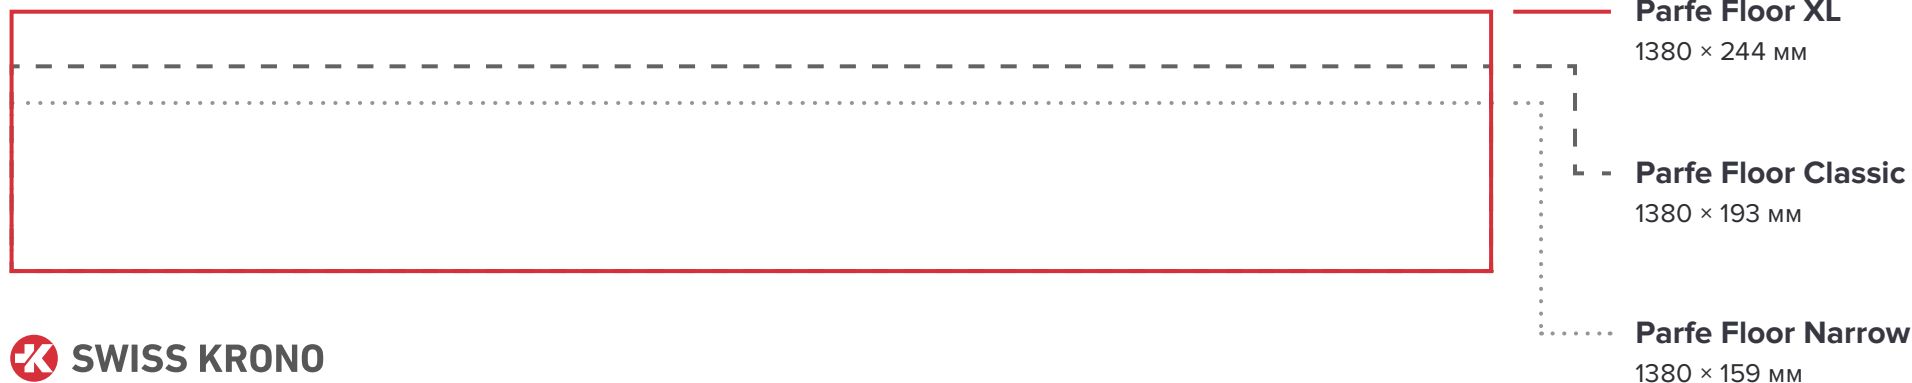 Parfe Floor XL
1380 × 244 мм
Parfe Floor Classic
1380 × 193 мм
Parfe Floor Narrow
1380 × 159 мм
SWISS KRONO